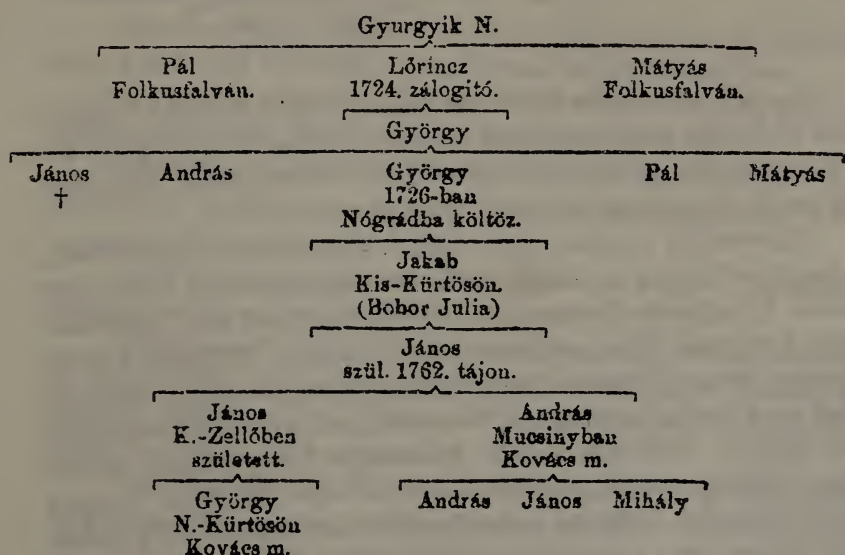 Gyurgyik N.
Pál Lőrincz Mátyás
Folkusfalván. 1724. zálogitó. Folkusfalván.
György
János András György Pál Mátyás
† 1726-ban
Nógrádba költöz.
Jakab
Kis-Kürtösön.
(Bobor Julia)
János
szül. 1762. tájon.
János András
K.-Zellőben Mucsinyban
született. Kovács m.
György András János Mihály
N.-Kürtösön
Kovács m.